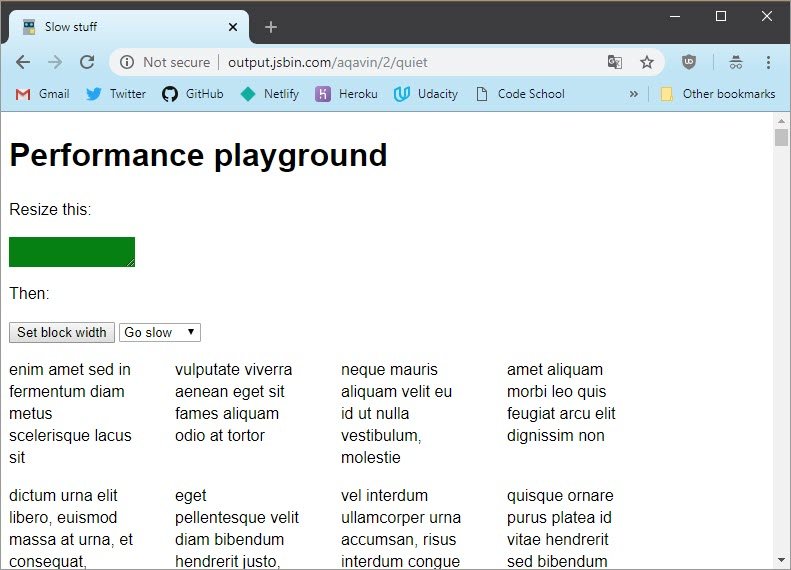 Slow stuff
Not secure | output.jsbin.com/aqavin/2/quiet
Gmail Twitter GitHub Netlify Heroku Udacity Code School » Other bookmarks
Performance playground
Resize this:
Then:
Set block width Go slow
enim amet sed in
fermentum diam
metus
scelerisque lacus
sit
vulputate viverra
aenean eget sit
fames aliquam
odio at tortor
neque mauris
aliquam velit eu
id ut nulla
vestibulum,
molestie
amet aliquam
morbi leo quis
feugiat arcu elit
dignissim non
dictum urna elit
libero, euismod
massa at urna, et
consequat,
eget
pellentesque velit
diam bibendum
hendrerit justo,
vel interdum
ullamcorper urna
accumsan, risus
interdum congue
quisque ornare
purus platea id
vitae hendrerit
sed bibendum